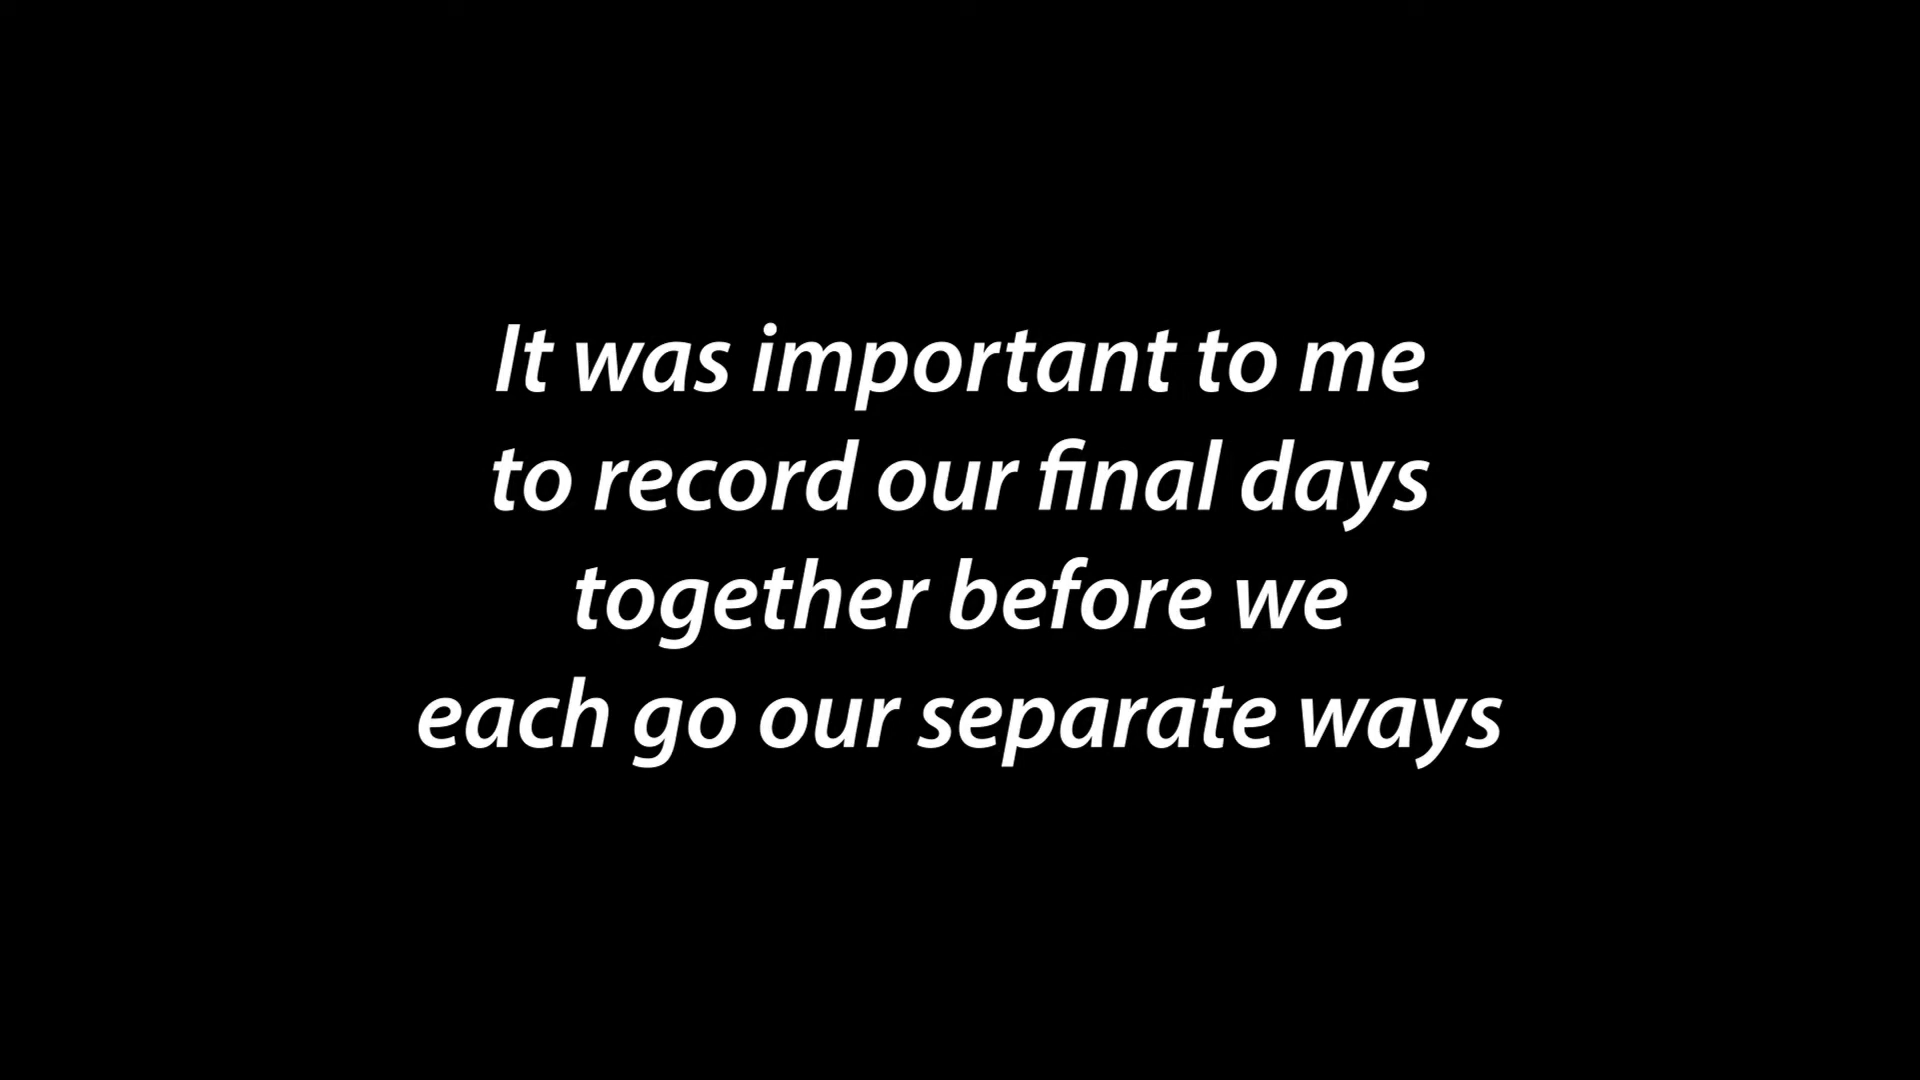 It was important to me
to record our final days
together before we
each go our separate ways